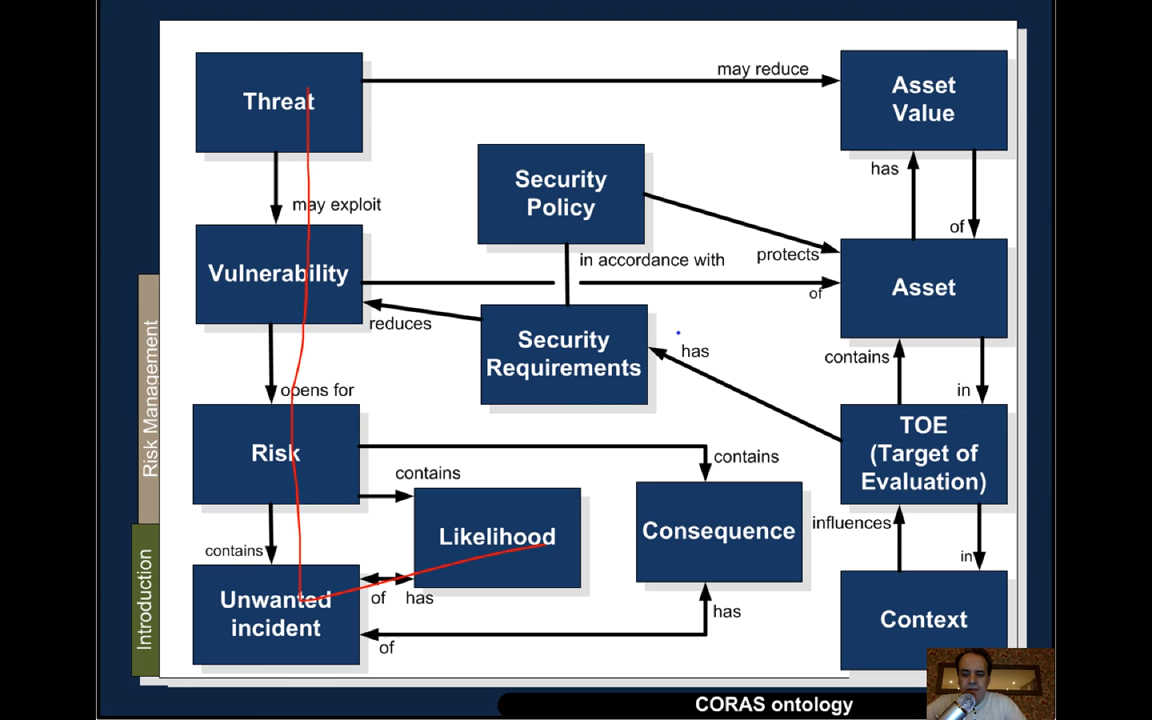 Threat
may reduce
Asset
Value
has
of
may exploit
Security
Policy
in accordance with
protects
Vulnerability
of
Asset
reduces
Security
Requirements
has
contains
in
opens for
Risk
contains
TOE
(Target of
Evaluation)
contains
Likelihood
Consequence
influences
contains
in
of
has
Unwanted
incident
has
of
Context
Risk Management
Introduction
CORAS ontology